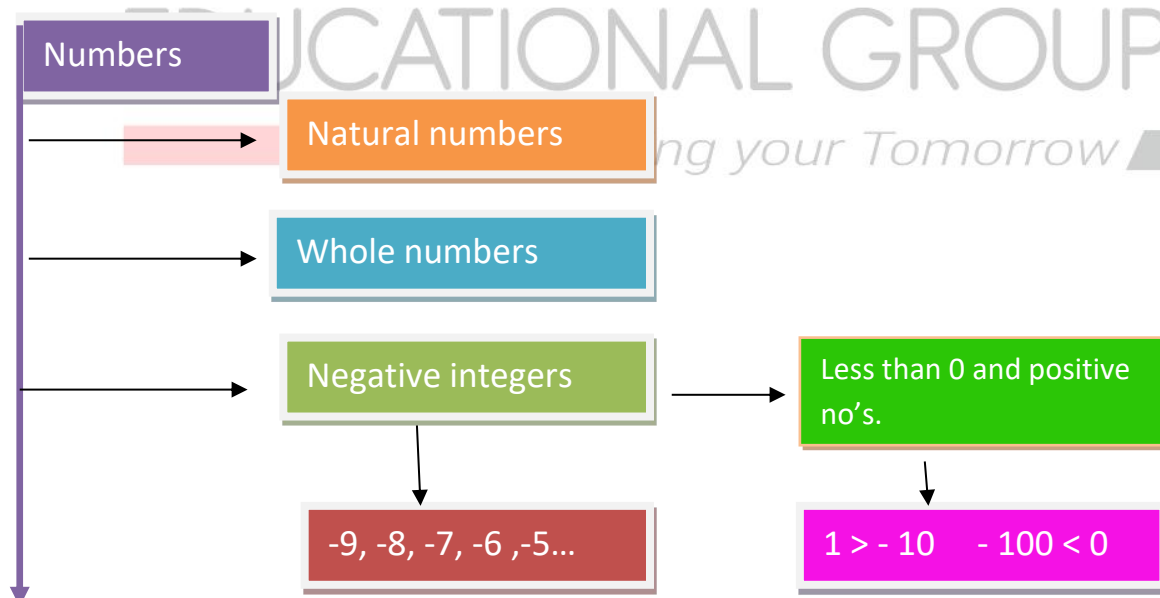 UCATIONAL GROUP
Numbers
Natural numbers
ng your Tomorrow
Whole numbers
Negative integers
Less than 0 and positive
no’s.
-9, -8, -7, -6 ,-5…
1 > - 10 - 100 < 0